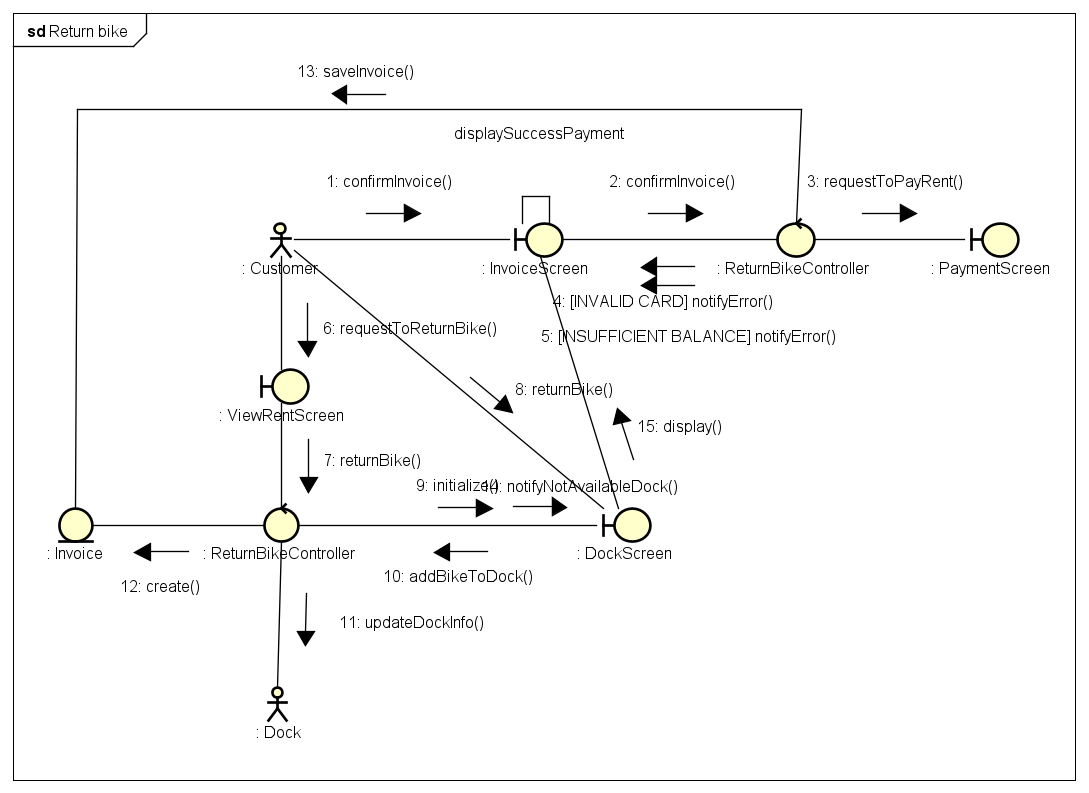 sd Return bike
13: saveInvoice()
displaySuccessPayment
1: confirmInvoice()
2: confirmInvoice()
3: requestToPayRent()
: Customer
: InvoiceScreen
: ReturnBikeController
: PaymentScreen
4: [INVALID CARD] notifyError()
6: requestToReturnBike()
5: [INSUFFICIENT BALANCE] notifyError()
8: returnBike()
: ViewRentScreen
15: display()
7: returnBike()
9: initialize()
14: notifyNotAvailableDock()
: Invoice
: ReturnBikeController
: DockScreen
10: addBikeToDock()
12: create()
11: updateDockInfo()
: Dock